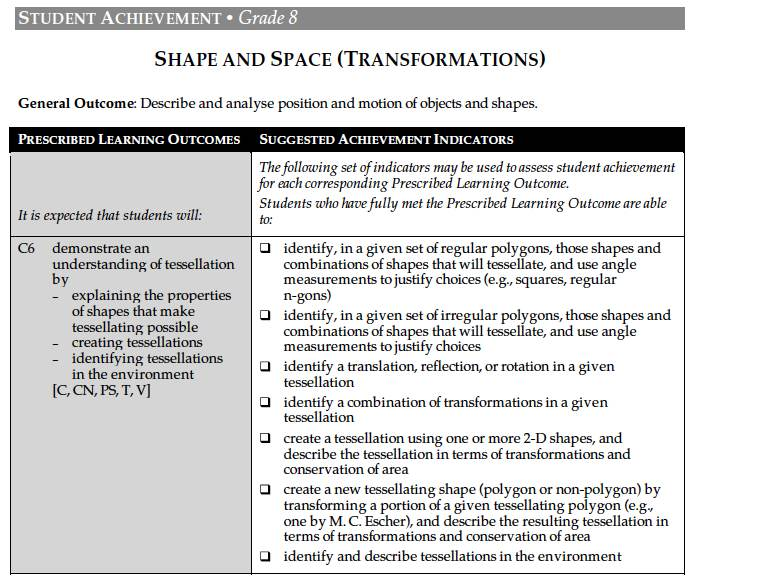 STUDENT ACHIEVEMENT • Grade 8
SHAPE AND SPACE (TRANSFORMATIONS)
General Outcome: Describe and analyse position and motion of objects and shapes.
PRESCRIBED LEARNING OUTCOMES
SUGGESTED ACHIEVEMENT INDICATORS
It is expected that students will:
The following set of indicators may be used to assess student achievement
for each corresponding Prescribed Learning Outcome.
Students who have fully met the Prescribed Learning Outcome are able
to:
C6 demonstrate an
understanding of tessellation
by
– explaining the properties
of shapes that make
tessellating possible
– creating tessellations
– identifying tessellations
in the environment
[C, CN, PS, T, V]
❑ identify, in a given set of regular polygons, those shapes and
combinations of shapes that will tessellate, and use angle
measurements to justify choices (e.g., squares, regular
n-gons)
❑ identify, in a given set of irregular polygons, those shapes and
combinations of shapes that will tessellate, and use angle
measurements to justify choices
❑ identify a translation, reflection, or rotation in a given
tessellation
❑ identify a combination of transformations in a given
tessellation
❑ create a tessellation using one or more 2-D shapes, and
describe the tessellation in terms of transformations and
conservation of area
❑ create a new tessellating shape (polygon or non-polygon) by
transforming a portion of a given tessellating polygon (e.g.,
one by M. C. Escher), and describe the resulting tessellation in
terms of transformations and conservation of area
❑ identify and describe tessellations in the environment